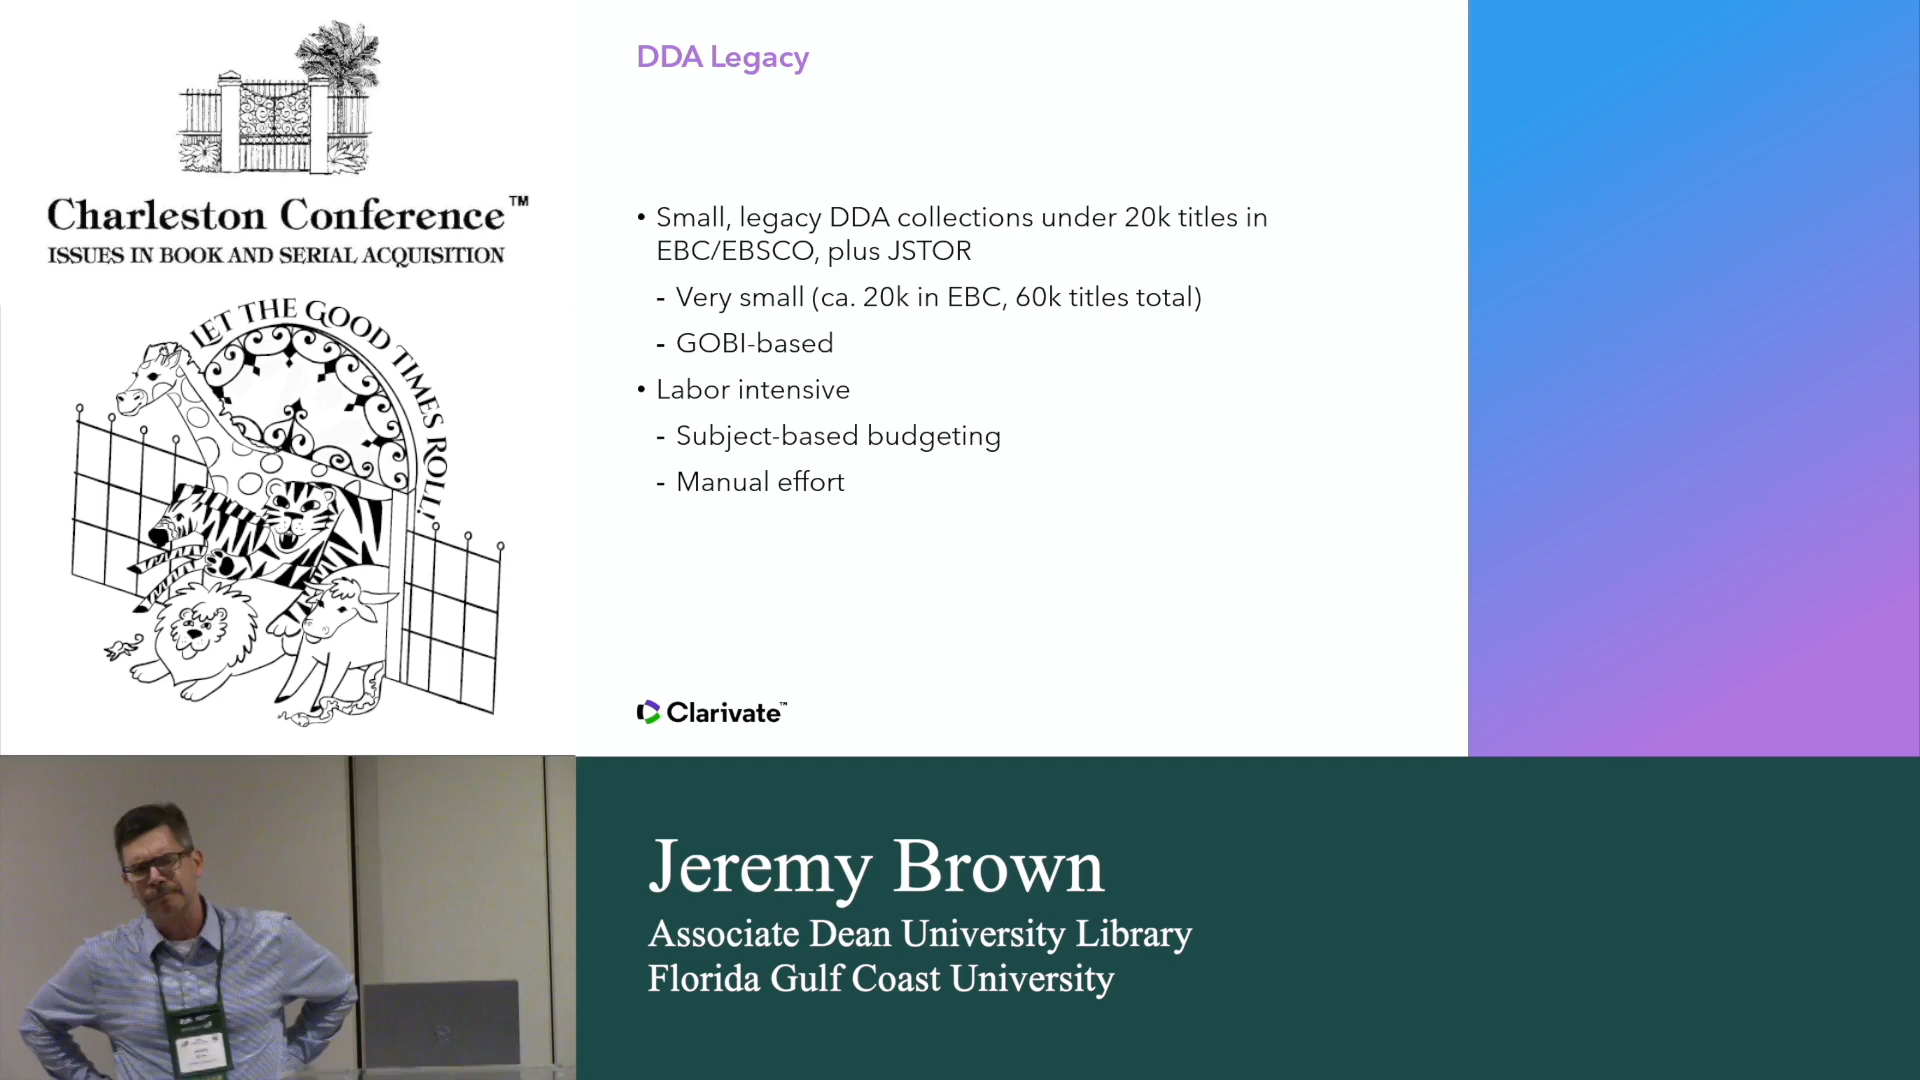 Charleston Conference™
ISSUES IN BOOK AND SERIAL ACQUISITION
LET THE GOOD TIMES ROLL!
DDA Legacy
• Small, legacy DDA collections under 20k titles in
EBC/EBSCO, plus JSTOR
- Very small (ca. 20k in EBC, 60k titles total)
- GOBI-based
• Labor intensive
- Subject-based budgeting
- Manual effort
Clarivate™
Jeremy Brown
Associate Dean University Library
Florida Gulf Coast University